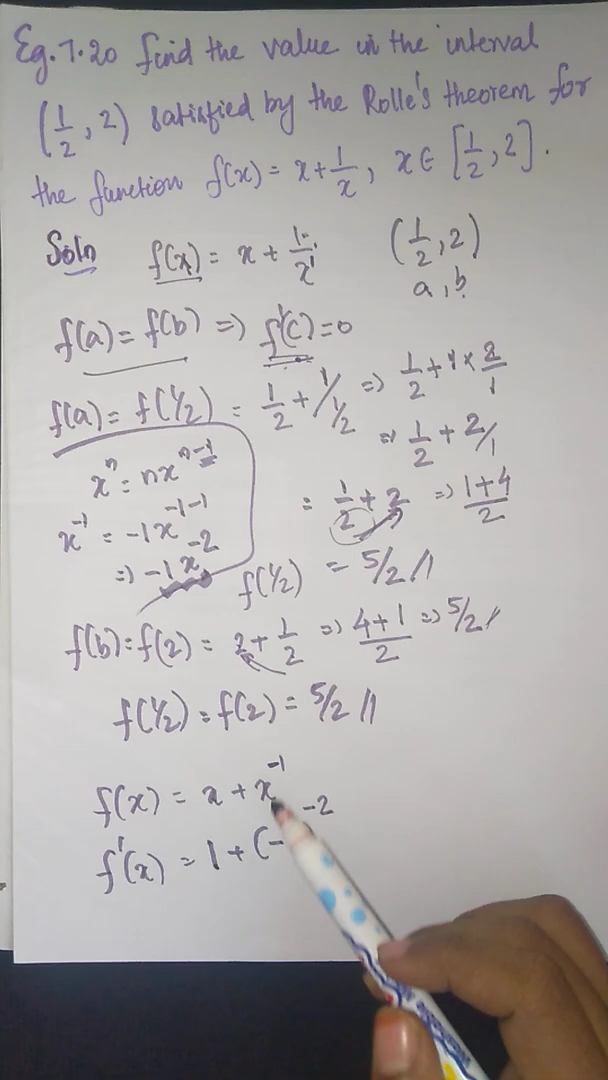 Eg.7.20 find the value in the interval
(1/2, 2) satisfied by the Rolle's theorem for
the function f(x) = x + 1/x, x ∈ [1/2, 2].
Soln f(x) = x + 1/x (1/2, 2)
a, b
f(a) = f(b) => f'(c) = 0
f(a) = f(1/2) = 1/2 + 1/1/2 => 1/2 + 1 × 2/1
=> 1/2 + 2/1
x^n = nx^n-1
= 1/2 + 2 => 1+4/2
x^-1 = -1x^-1-1
=> -1x^-2
f(1/2) = 5/2 //
f(b) = f(2) = 2 + 1/2 => 4+1/2 => 5/2 //
f(1/2) = f(2) = 5/2 //
f(x) = x + x^-1
f'(x) = 1 + (- -2